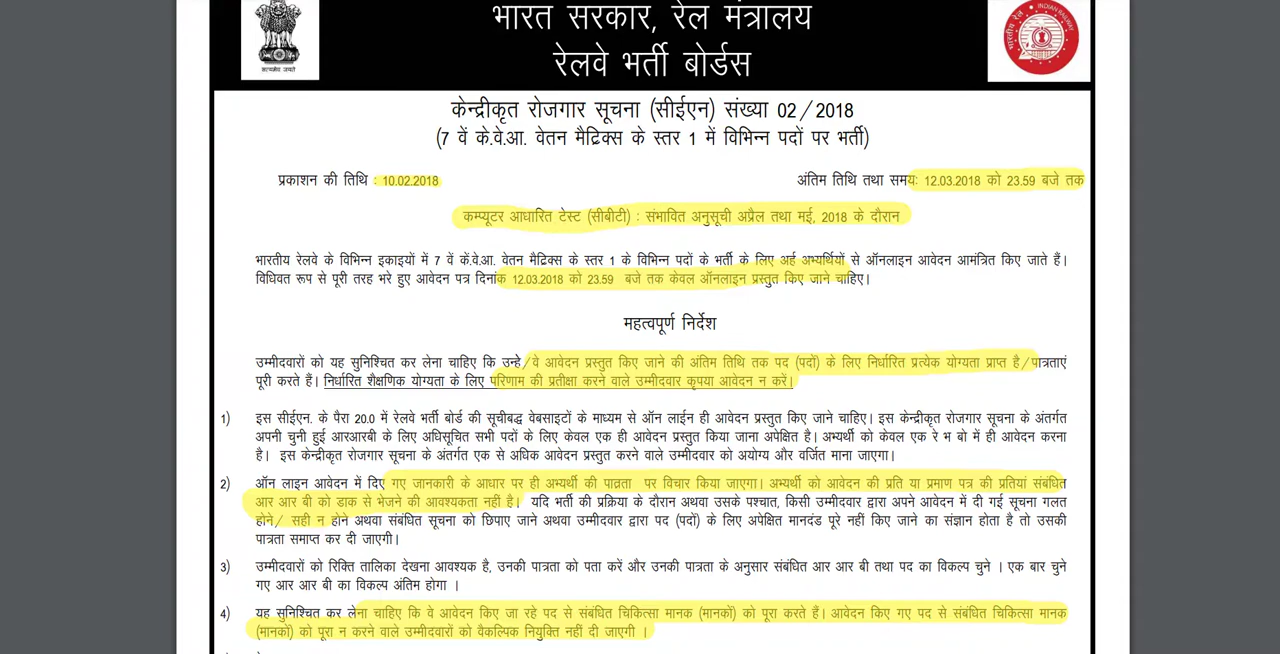 भारत सरकार, रेल मंत्रालय
रेलवे भर्ती बोर्डस
सत्यमेव जयते
भारतीय रेल INDIAN RAILWAY
केन्द्रीकृत रोजगार सूचना (सीईएन) संख्या 02/2018
(7 वें के.वे.आ. वेतन मैट्रिक्स के स्तर 1 में विभिन्न पदों पर भर्ती)
प्रकाशन की तिथि : 10.02.2018 अंतिम तिथि तथा समय: 12.03.2018 को 23.59 बजे तक
कम्प्यूटर आधारित टेस्ट (सीबीटी) : संभावित अनुसूची अप्रैल तथा मई, 2018 के दौरान
भारतीय रेलवे के विभिन्न इकाइयों में 7 वें कें.वे.आ. वेतन मैट्रिक्स के स्तर 1 के विभिन्न पदों के भर्ती के लिए अर्ह अभ्यर्थियों से ऑनलाइन आवेदन आमंत्रित किए जाते हैं।
विधिवत रूप से पूरी तरह भरे हुए आवेदन पत्र दिनांक 12.03.2018 को 23.59 बजे तक केवल ऑनलाइन प्रस्तुत किए जाने चाहिए।
महत्वपूर्ण निर्देश
उम्मीदवारों को यह सुनिश्चित कर लेना चाहिए कि उन्हे/वे आवेदन प्रस्तुत किए जाने की अंतिम तिथि तक पद (पदों) के लिए निर्धारित प्रत्येक योग्यता प्राप्त है/पात्रताएं
पूरी करते हैं। निर्धारित शैक्षणिक योग्यता के लिए परिणाम की प्रतीक्षा करने वाले उम्मीदवार कृपया आवेदन न करें।
1) इस सीईएन. के पैरा 20.0 में रेलवे भर्ती बोर्ड की सूचीबद्ध वेबसाइटों के माध्यम से ऑन लाईन ही आवेदन प्रस्तुत किए जाने चाहिए। इस केन्द्रीकृत रोजगार सूचना के अंतर्गत
अपनी चुनी हुई आरआरबी के लिए अधिसूचित सभी पदों के लिए केवल एक ही आवेदन प्रस्तुत किया जाना अपेक्षित है। अभ्यर्थी को केवल एक रे भ बो में ही आवेदन करना
है। इस केन्द्रीकृत रोजगार सूचना के अंतर्गत एक से अधिक आवेदन प्रस्तुत करने वाले उम्मीदवार को अयोग्य और वर्जित माना जाएगा।
2) ऑन लाइन आवेदन में दिए गए जानकारी के आधार पर ही अभ्यर्थी की पाव्रता पर विचार किया जाएगा। अभ्यर्थी को आवेदन की प्रति या प्रमाण पत्र की प्रतियां संबंधित
आर आर बी को डाक से भेजने की आवश्यकता नहीं है। यदि भर्ती की प्रक्रिया के दौरान अथवा उसके पश्चात, किसी उम्मीदवार द्वारा अपने आवेदन में दी गई सूचना गलत
होने/ सही न होने अथवा संबंधित सूचना को छिपाए जाने अथवा उम्मीदवार द्वारा पद (पदों) के लिए अपेक्षित मानदंड पूरे नहीं किए जाने का संज्ञान होता है तो उसकी
पात्रता समाप्त कर दी जाएगी।
3) उम्मीदवारों को रिक्ति तालिका देखना आवश्यक है, उनकी पात्रता को पता करें और उनकी पात्रता के अनुसार संबंधित आर आर बी तथा पद का विकल्प चुने । एक बार चुने
गए आर आर बी का विकल्प अंतिम होगा ।
4) यह सुनिश्चित कर लेना चाहिए कि वे आवेदन किए जा रहे पद से संबंधित चिकित्सा मानक (मानकों) को पूरा करते हैं। आवेदन किए गए पद से संबंधित चिकित्सा मानक
(मानकों) को पूरा न करने वाले उम्मीदवारों को वैकल्पिक नियुक्ति नहीं दी जाएगी ।